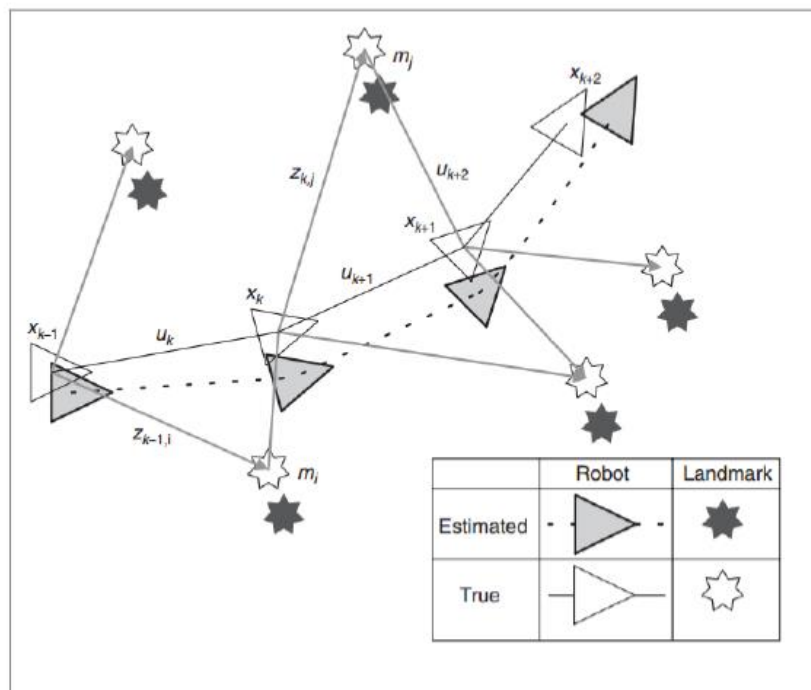 m_j
x_{k+2}
z_{k,j}
u_{k+2}
x_{k+1}
u_{k+1}
x_k
x_{k−1}
u_k
z_{k−1,i}
m_i
Robot Landmark
Estimated
True